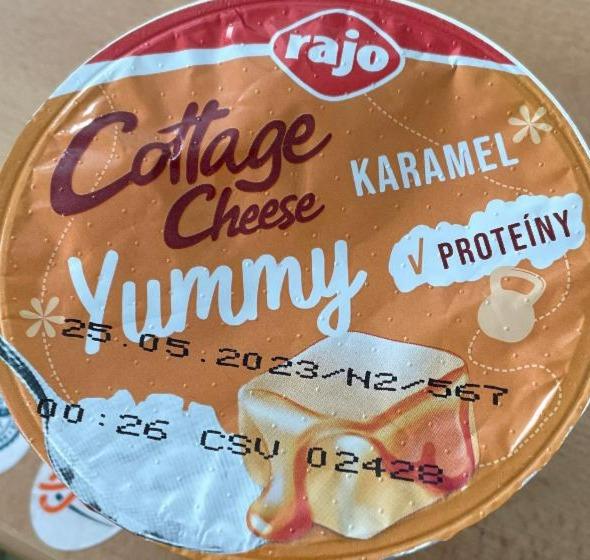 rajo
Cottage
Cheese
KARAMEL
Yummy
√ PROTEÍNY
25.05.2023/N2/567
00:26 CSV 02428